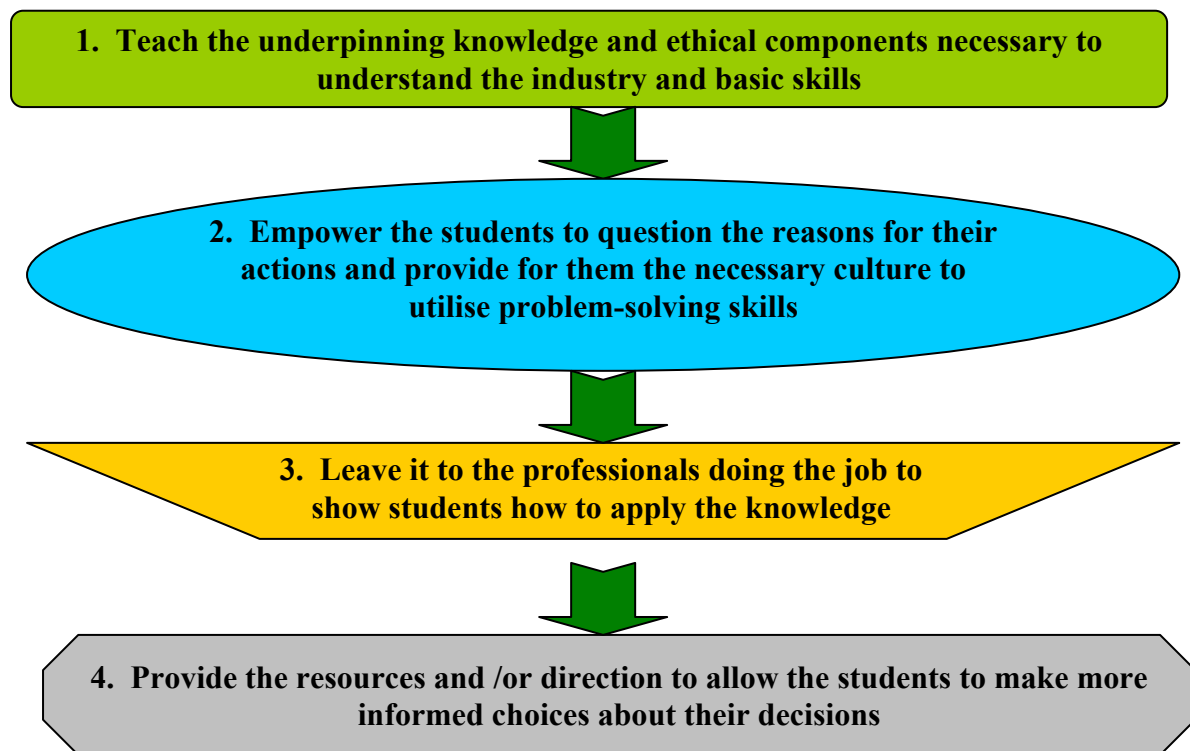 1. Teach the underpinning knowledge and ethical components necessary to
understand the industry and basic skills
2. Empower the students to question the reasons for their
actions and provide for them the necessary culture to
utilise problem-solving skills
3. Leave it to the professionals doing the job to
show students how to apply the knowledge
4. Provide the resources and /or direction to allow the students to make more
informed choices about their decisions